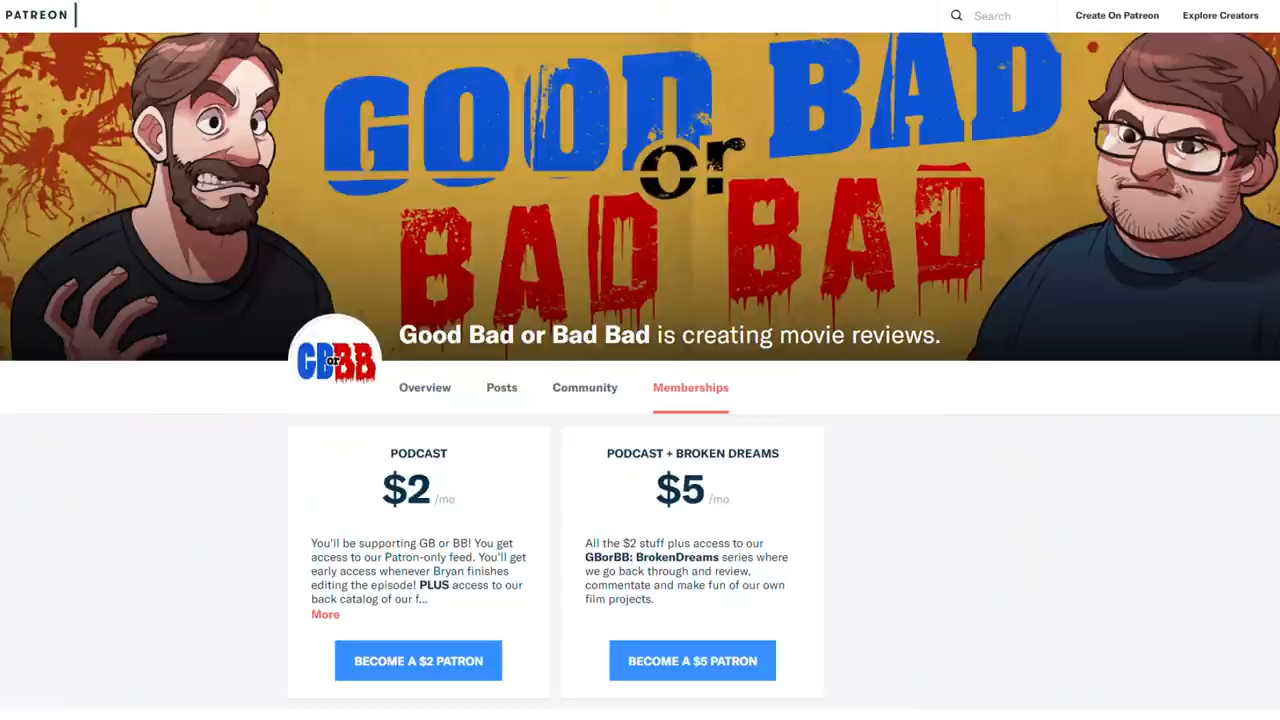 PATREON
Search
Create On Patreon
Explore Creators
GOOD BAD
or
BAD BAD
Good Bad or Bad Bad is creating movie reviews.
GB or BB
Overview
Posts
Community
Memberships
PODCAST
$2 /mo
You'll be supporting GB or BB! You get
access to our Patron-only feed. You'll get
early access whenever Bryan finishes
editing the episode! PLUS access to our
back catalog of our f...
More
BECOME A $2 PATRON
PODCAST + BROKEN DREAMS
$5 /mo
All the $2 stuff plus access to our
GBorBB: BrokenDreams series where
we go back through and review,
commentate and make fun of our own
film projects.
BECOME A $5 PATRON